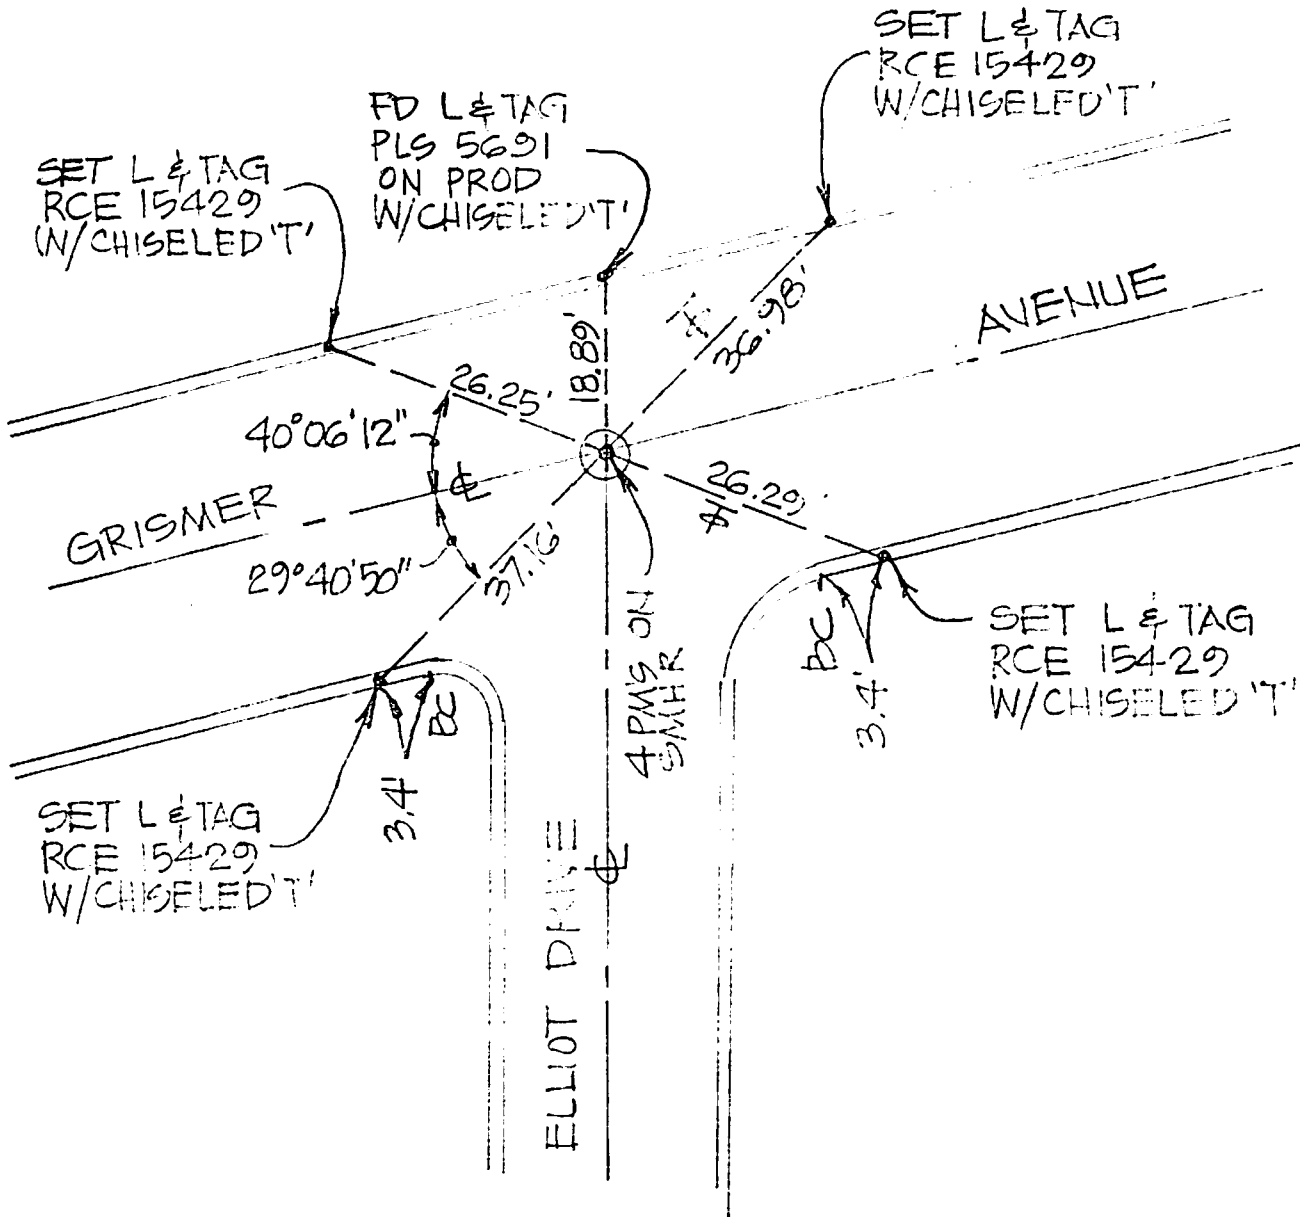 SET L & TAG
RCE 15429
W/CHISELED 'T'
FD L & TAG
PLS 5691
ON PROD
W/CHISELED 'T'
SET L & TAG
RCE 15429
W/CHISELED 'T'
AVENUE
36.98'
18.89'
26.25'
40°06'12"
℄
GRISMER
29°40'50"
37.16'
26.29'
4 PMS ON
SMHR
BC
3.4'
SET L & TAG
RCE 15429
W/CHISELED 'T'
BC
3.4'
SET L & TAG
RCE 15429
W/CHISELED 'T'
ELLIOT DRIVE
℄